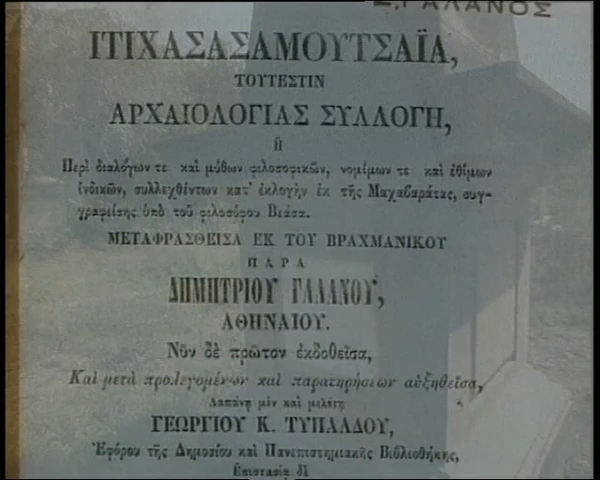 Δ. ΓΑΛΑΝΟΣ
ΙΤΙΧΑΣΑΣΑΜΟΥΤΣΑΪΑ,
ΤΟΥΤΕΣΤΙΝ
ΑΡΧΑΙΟΛΟΓΙΑΣ ΣΥΛΛΟΓΗ,
ἢ
Περὶ διαλόγων τε καὶ μύθων φιλοσοφικῶν, νομίμων τε καὶ ἐθίμων
ἰνδικῶν, συλλεχθέντων κατ' ἐκλογὴν ἐκ τῆς Μαχαβαράτας, συγ-
γραφείσης ὑπὸ τοῦ φιλοσόφου Βιάσα.
ΜΕΤΑΦΡΑΣΘΕΙΣΑ ΕΚ ΤΟΥ ΒΡΑΧΜΑΝΙΚΟΥ
ΠΑΡΑ
ΔΗΜΗΤΡΙΟΥ ΓΑΛΑΝΟΥ,
ΑΘΗΝΑΙΟΥ.
Νῦν δὲ πρῶτον ἐκδοθεῖσα,
Καὶ μετὰ προλεγομένων καὶ παρατηρήσεων αὐξηθεῖσα,
Δαπάνῃ μὲν καὶ μελέτῃ
ΓΕΩΡΓΙΟΥ Κ. ΤΥΠΑΛΔΟΥ,
Ἐφόρου τῆς Δημοσίου καὶ Πανεπιστημιακῆς Βιβλιοθήκης,
Ἐπιστασίᾳ δὲ